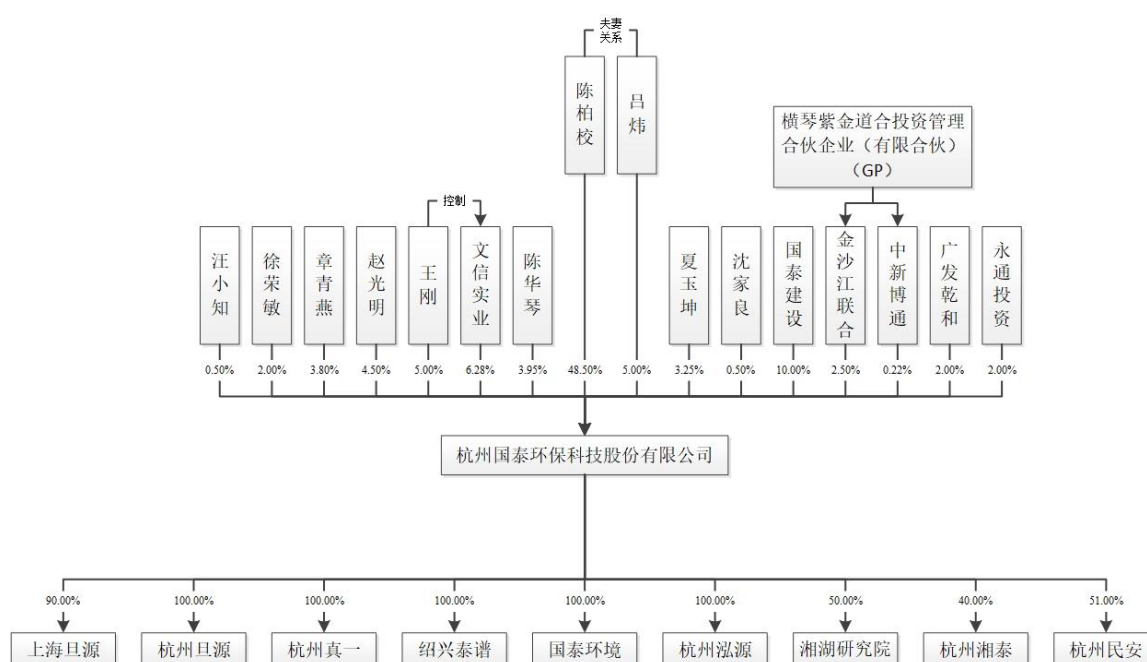 夫妻
关系
陈柏校
吕炜
横琴紫金道合投资管理
合伙企业（有限合伙）
（GP）
控制
汪小知
徐荣敏
章青燕
赵光明
王刚
文信实业
陈华琴
夏玉坤
沈家良
国泰建设
金沙江联合
中新博通
广发乾和
永通投资
0.50%
2.00%
3.80%
4.50%
5.00%
6.28%
3.95%
48.50%
5.00%
3.25%
0.50%
10.00%
2.50%
0.22%
2.00%
2.00%
杭州国泰环保科技股份有限公司
90.00%
100.00%
100.00%
100.00%
100.00%
100.00%
50.00%
40.00%
51.00%
上海旦源
杭州旦源
杭州真一
绍兴泰谱
国泰环境
杭州泓源
湘湖研究院
杭州湘泰
杭州民安